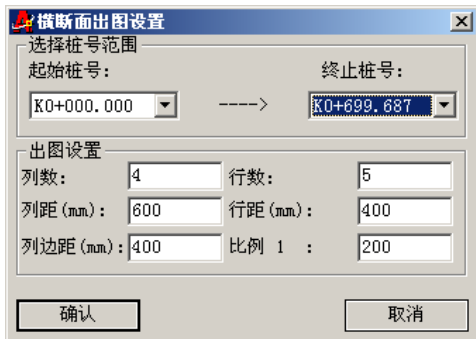 横断面出图设置
选择桩号范围
起始桩号: 终止桩号:
K0+000.000 ----> K0+699.687
出图设置
列数: 4 行数: 5
列距(mm): 600 行距(mm): 400
列边距(mm): 400 比例 1 : 200
确认 取消